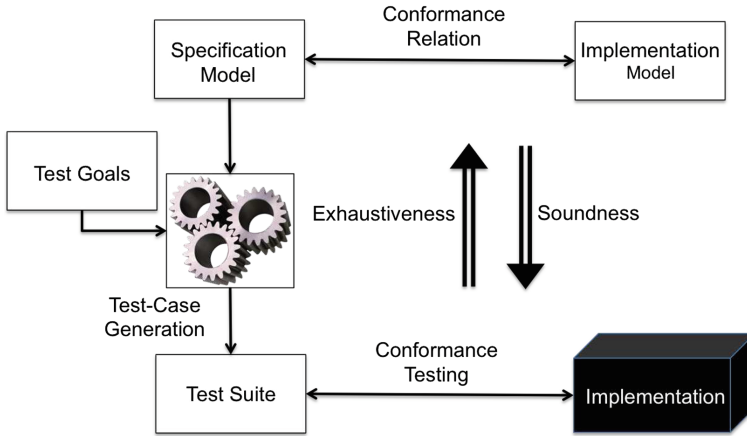 Conformance
Relation
Specification
Model
Implementation
Model
Test Goals
Exhaustiveness
Soundness
Test-Case
Generation
Conformance
Testing
Test Suite
Implementation